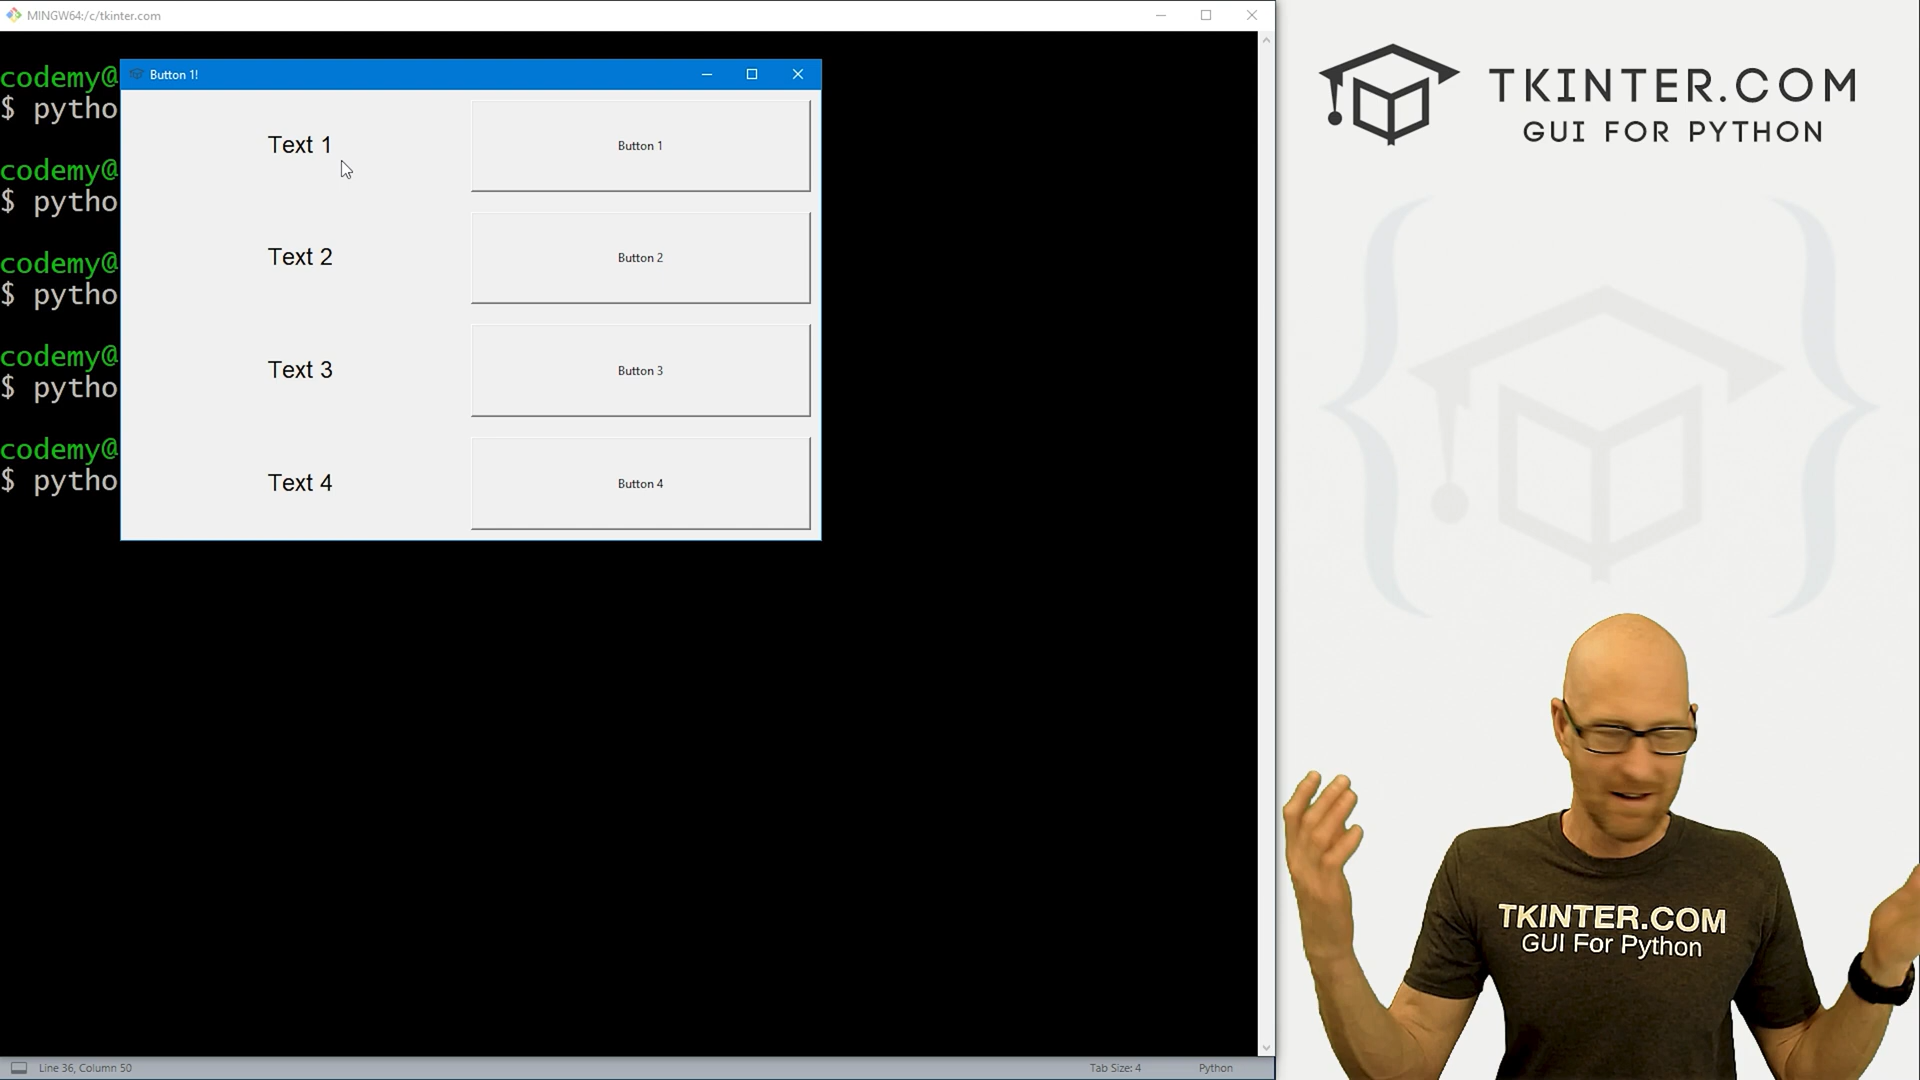 MINGW64:/c/tkinter.com
codemy@
$ pytho
codemy@
$ pytho
codemy@
$ pytho
codemy@
$ pytho
codemy@
$ pytho
Button 1!
Text 1
Button 1
Text 2
Button 2
Text 3
Button 3
Text 4
Button 4
Line 36, Column 50
Tab Size: 4
Python
TKINTER.COM
GUI FOR PYTHON
TKINTER.COM
GUI For Python